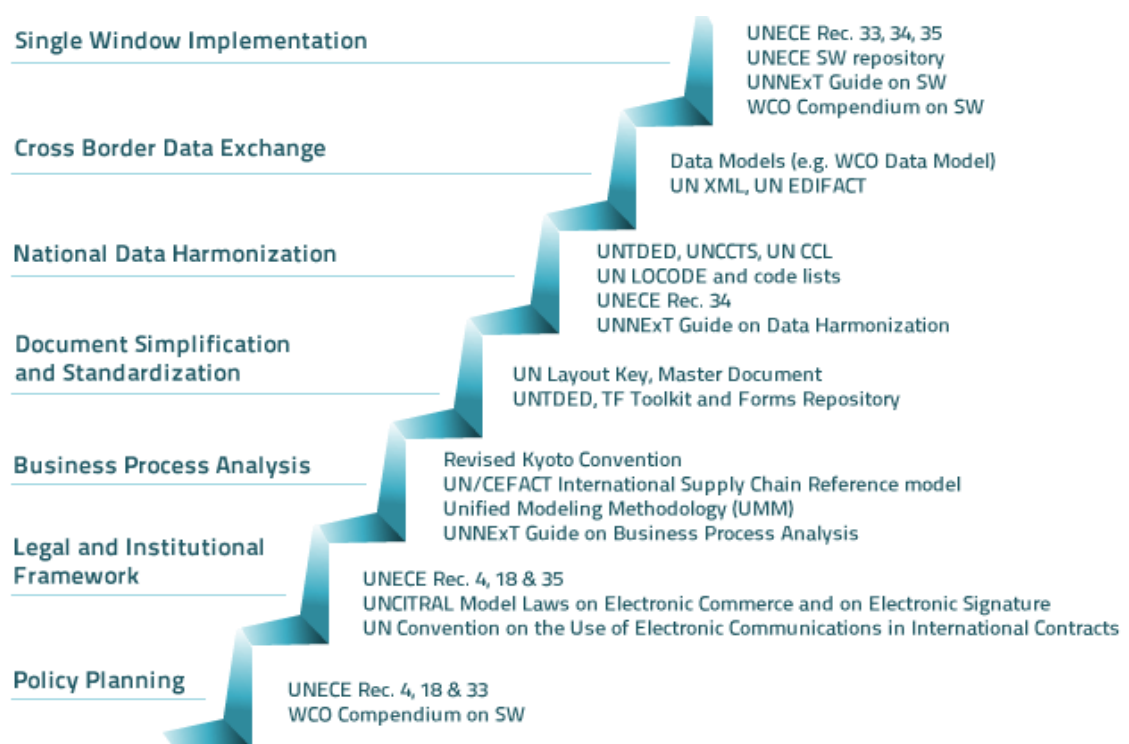 Single Window Implementation
UNECE Rec. 33, 34, 35
UNECE SW repository
UNNExT Guide on SW
WCO Compendium on SW
Cross Border Data Exchange
Data Models (e.g. WCO Data Model)
UN XML, UN EDIFACT
National Data Harmonization
UNTDED, UNCCTS, UN CCL
UN LOCODE and code lists
UNECE Rec. 34
UNNExT Guide on Data Harmonization
Document Simplification
and Standardization
UN Layout Key, Master Document
UNTDED, TF Toolkit and Forms Repository
Business Process Analysis
Revised Kyoto Convention
UN/CEFACT International Supply Chain Reference model
Unified Modeling Methodology (UMM)
UNNExT Guide on Business Process Analysis
Legal and Institutional
Framework
UNECE Rec. 4, 18 & 35
UNCITRAL Model Laws on Electronic Commerce and on Electronic Signature
UN Convention on the Use of Electronic Communications in International Contracts
Policy Planning
UNECE Rec. 4, 18 & 33
WCO Compendium on SW